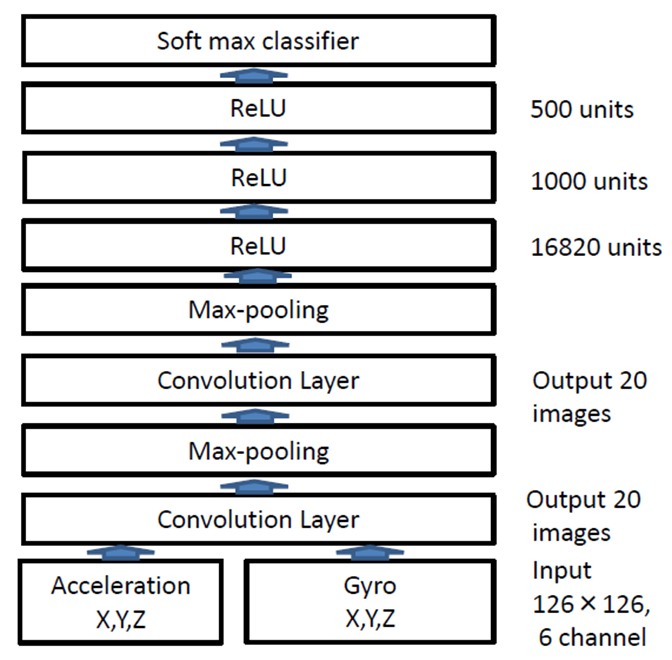 Soft max classifier
ReLU
500 units
ReLU
1000 units
ReLU
16820 units
Max-pooling
Convolution Layer
Output 20
images
Max-pooling
Convolution Layer
Output 20
images
Acceleration
X,Y,Z
Gyro
X,Y,Z
Input
126 × 126,
6 channel